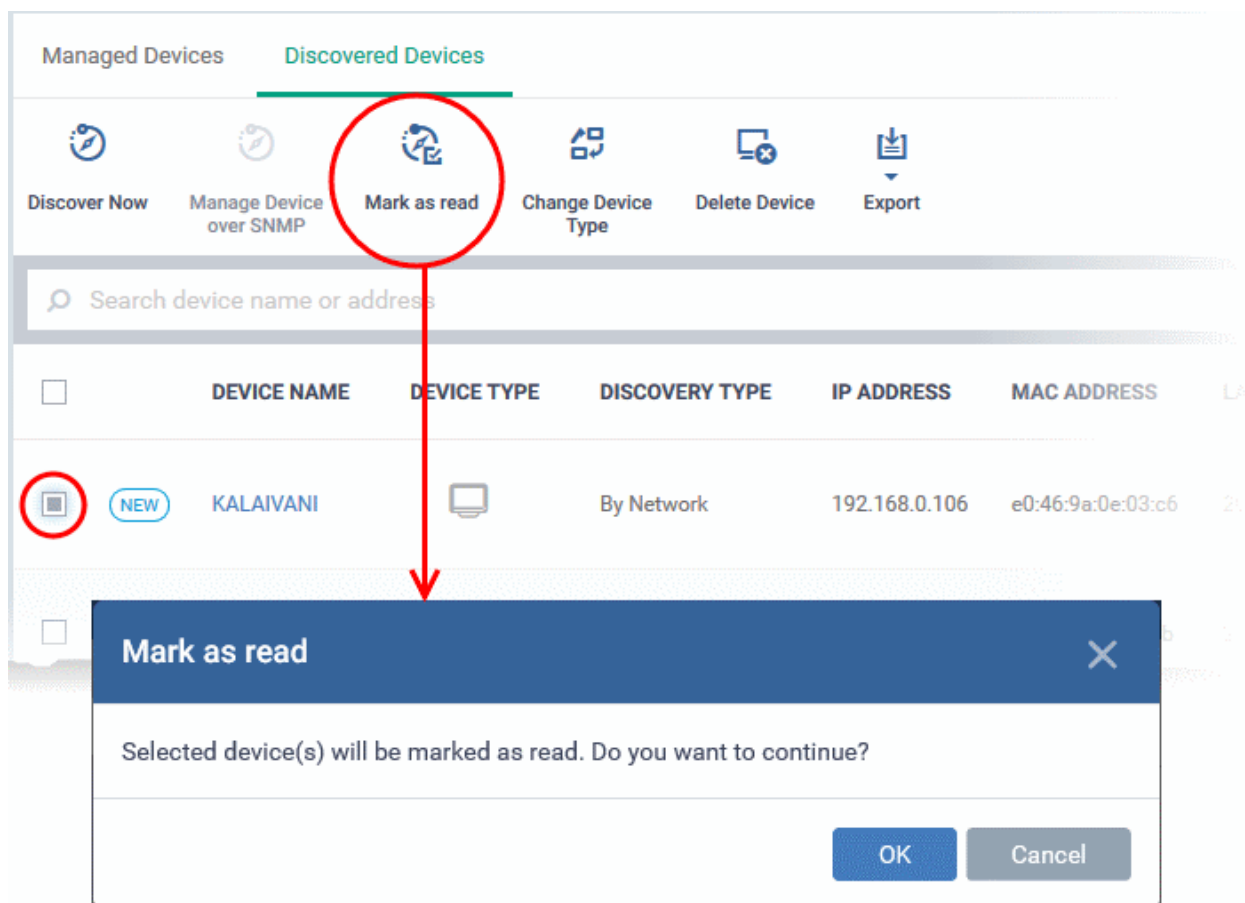 Managed Devices Discovered Devices
Discover Now Manage Device over SNMP Mark as read Change Device Type Delete Device Export
Search device name or address
DEVICE NAME DEVICE TYPE DISCOVERY TYPE IP ADDRESS MAC ADDRESS
NEW KALAIVANI By Network 192.168.0.106 e0:46:9a:0e:03:c6
Mark as read
Selected device(s) will be marked as read. Do you want to continue?
OK Cancel